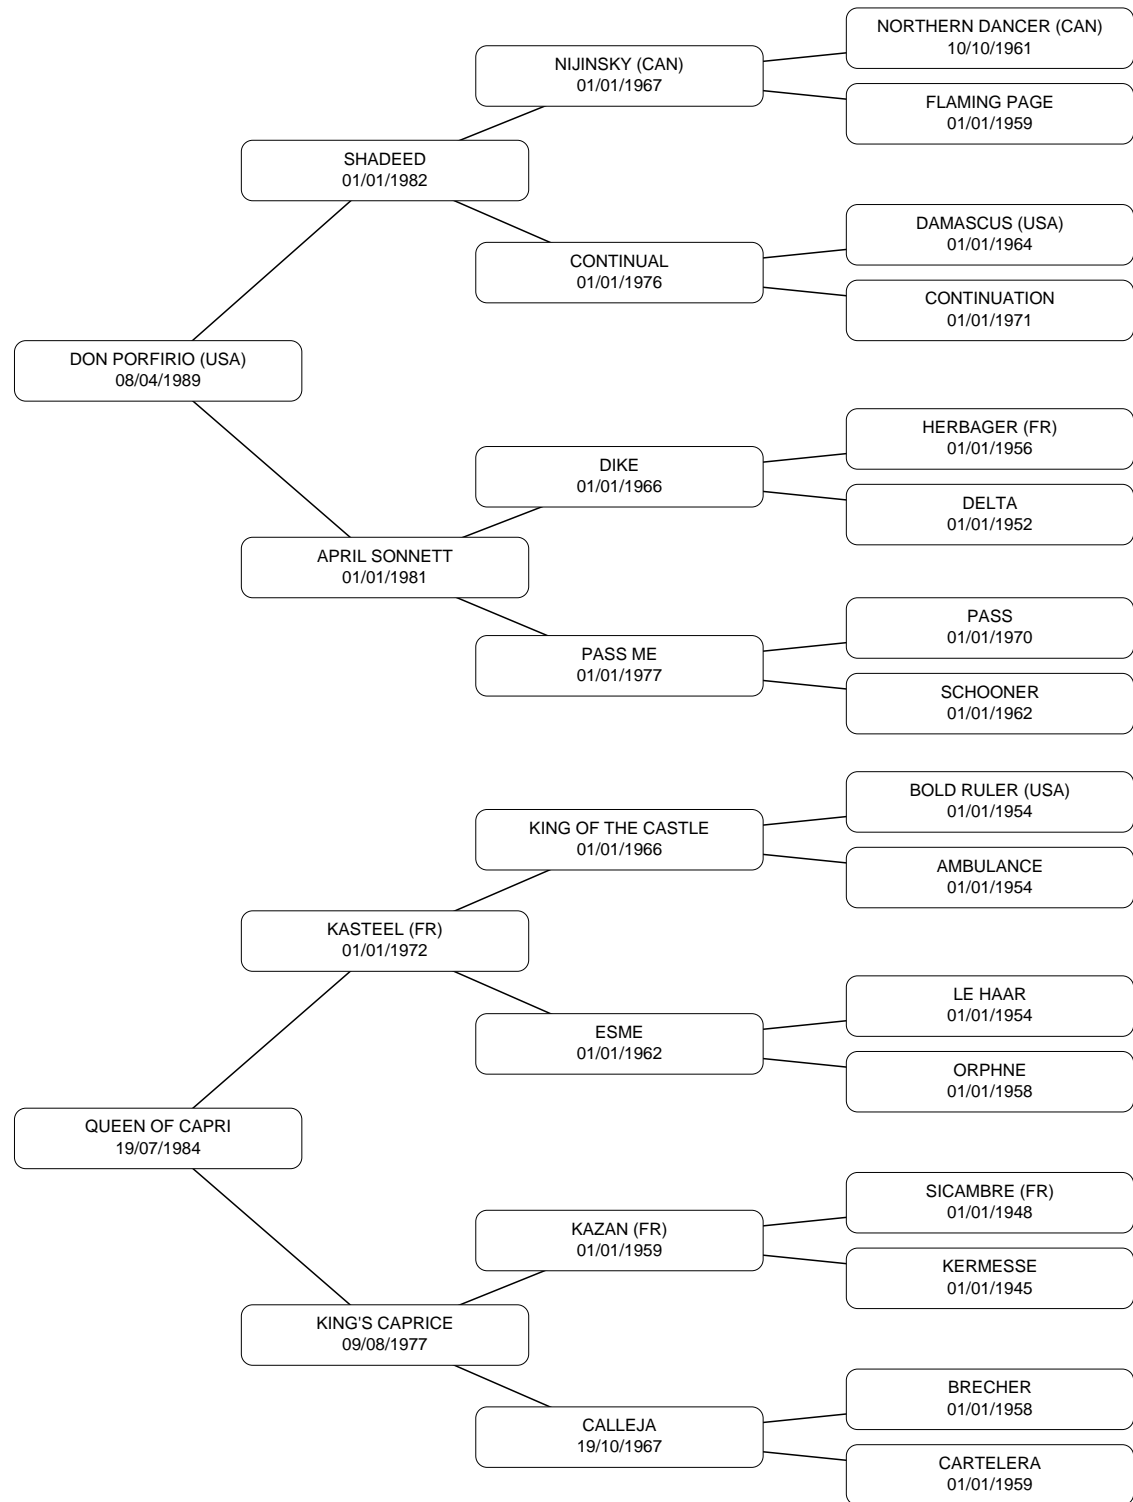 NORTHERN DANCER (CAN)
10/10/1961
NIJINSKY (CAN)
01/01/1967
FLAMING PAGE
01/01/1959
SHADEED
01/01/1982
DAMASCUS (USA)
01/01/1964
CONTINUAL
01/01/1976
CONTINUATION
01/01/1971
DON PORFIRIO (USA)
08/04/1989
HERBAGER (FR)
01/01/1956
DIKE
01/01/1966
DELTA
01/01/1952
APRIL SONNETT
01/01/1981
PASS
01/01/1970
PASS ME
01/01/1977
SCHOONER
01/01/1962
BOLD RULER (USA)
01/01/1954
KING OF THE CASTLE
01/01/1966
AMBULANCE
01/01/1954
KASTEEL (FR)
01/01/1972
LE HAAR
01/01/1954
ESME
01/01/1962
ORPHNE
01/01/1958
QUEEN OF CAPRI
19/07/1984
SICAMBRE (FR)
01/01/1948
KAZAN (FR)
01/01/1959
KERMESSE
01/01/1945
KING'S CAPRICE
09/08/1977
BRECHER
01/01/1958
CALLEJA
19/10/1967
CARTELERA
01/01/1959